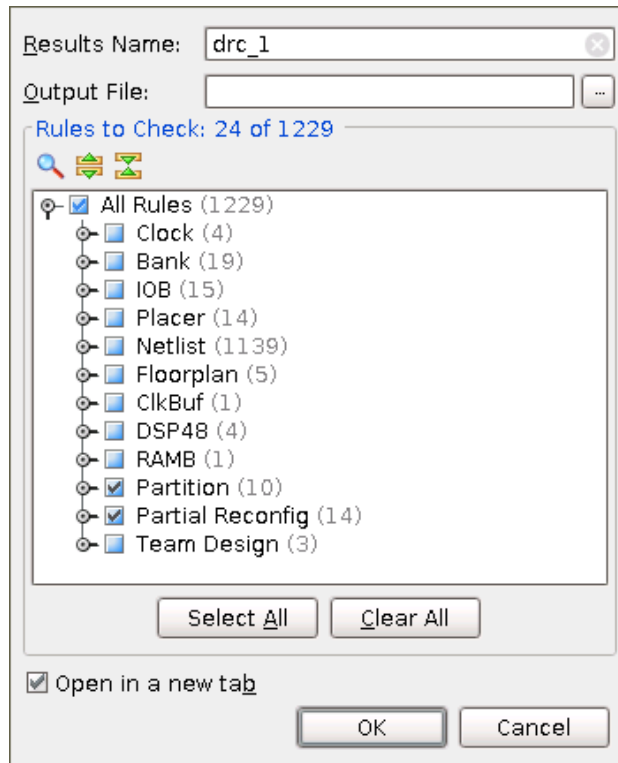 Results Name: drc_1
Output File: ...
Rules to Check: 24 of 1229
All Rules (1229)
Clock (4)
Bank (19)
IOB (15)
Placer (14)
Netlist (1139)
Floorplan (5)
ClkBuf (1)
DSP48 (4)
RAMB (1)
Partition (10)
Partial Reconfig (14)
Team Design (3)
Select All Clear All
Open in a new tab
OK Cancel